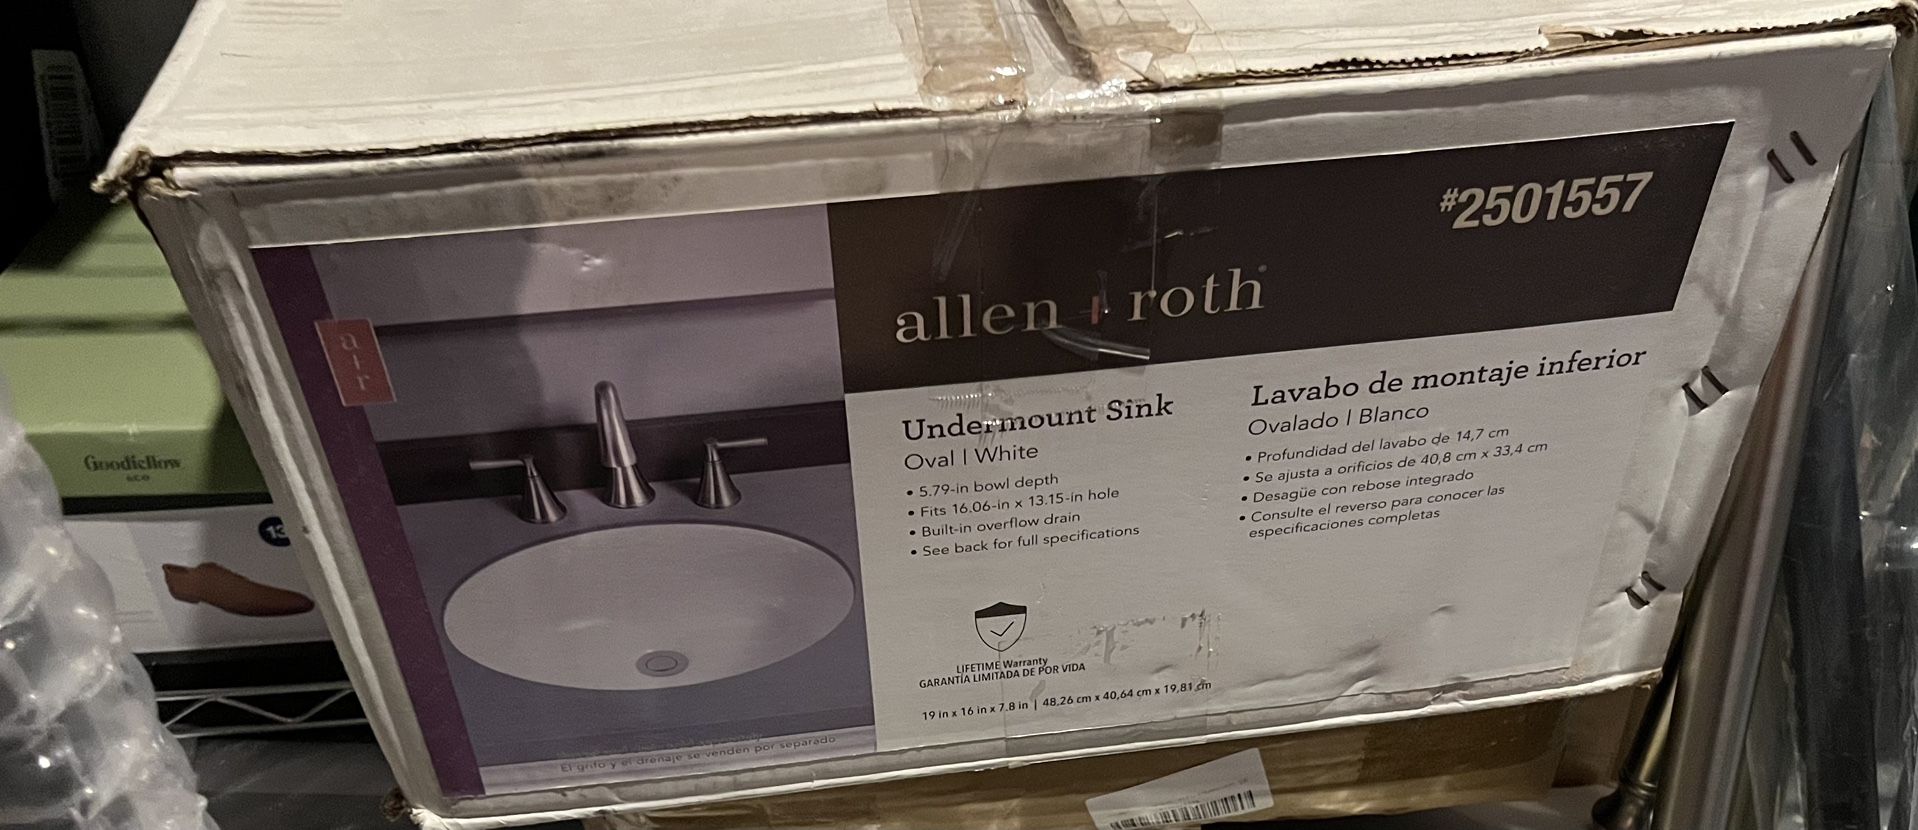 #2501557
allen + roth
a+r
Undermount Sink
Oval | White
• 5.79-in bowl depth
• Fits 16.06-in x 13.15-in hole
• Built-in overflow drain
• See back for full specifications
Lavabo de montaje inferior
Ovalado | Blanco
• Profundidad del lavabo de 14,7 cm
• Se ajusta a orificios de 40,8 cm x 33,4 cm
• Desagüe con rebose integrado
• Consulte el reverso para conocer las
especificaciones completas
LIFETIME Warranty
GARANTÍA LIMITADA DE POR VIDA
19 in x 16 in x 7.8 in | 48,26 cm x 40,64 cm x 19,81 cm
El grifo y el drenaje se venden por separado
Goodfellow
ECO
13